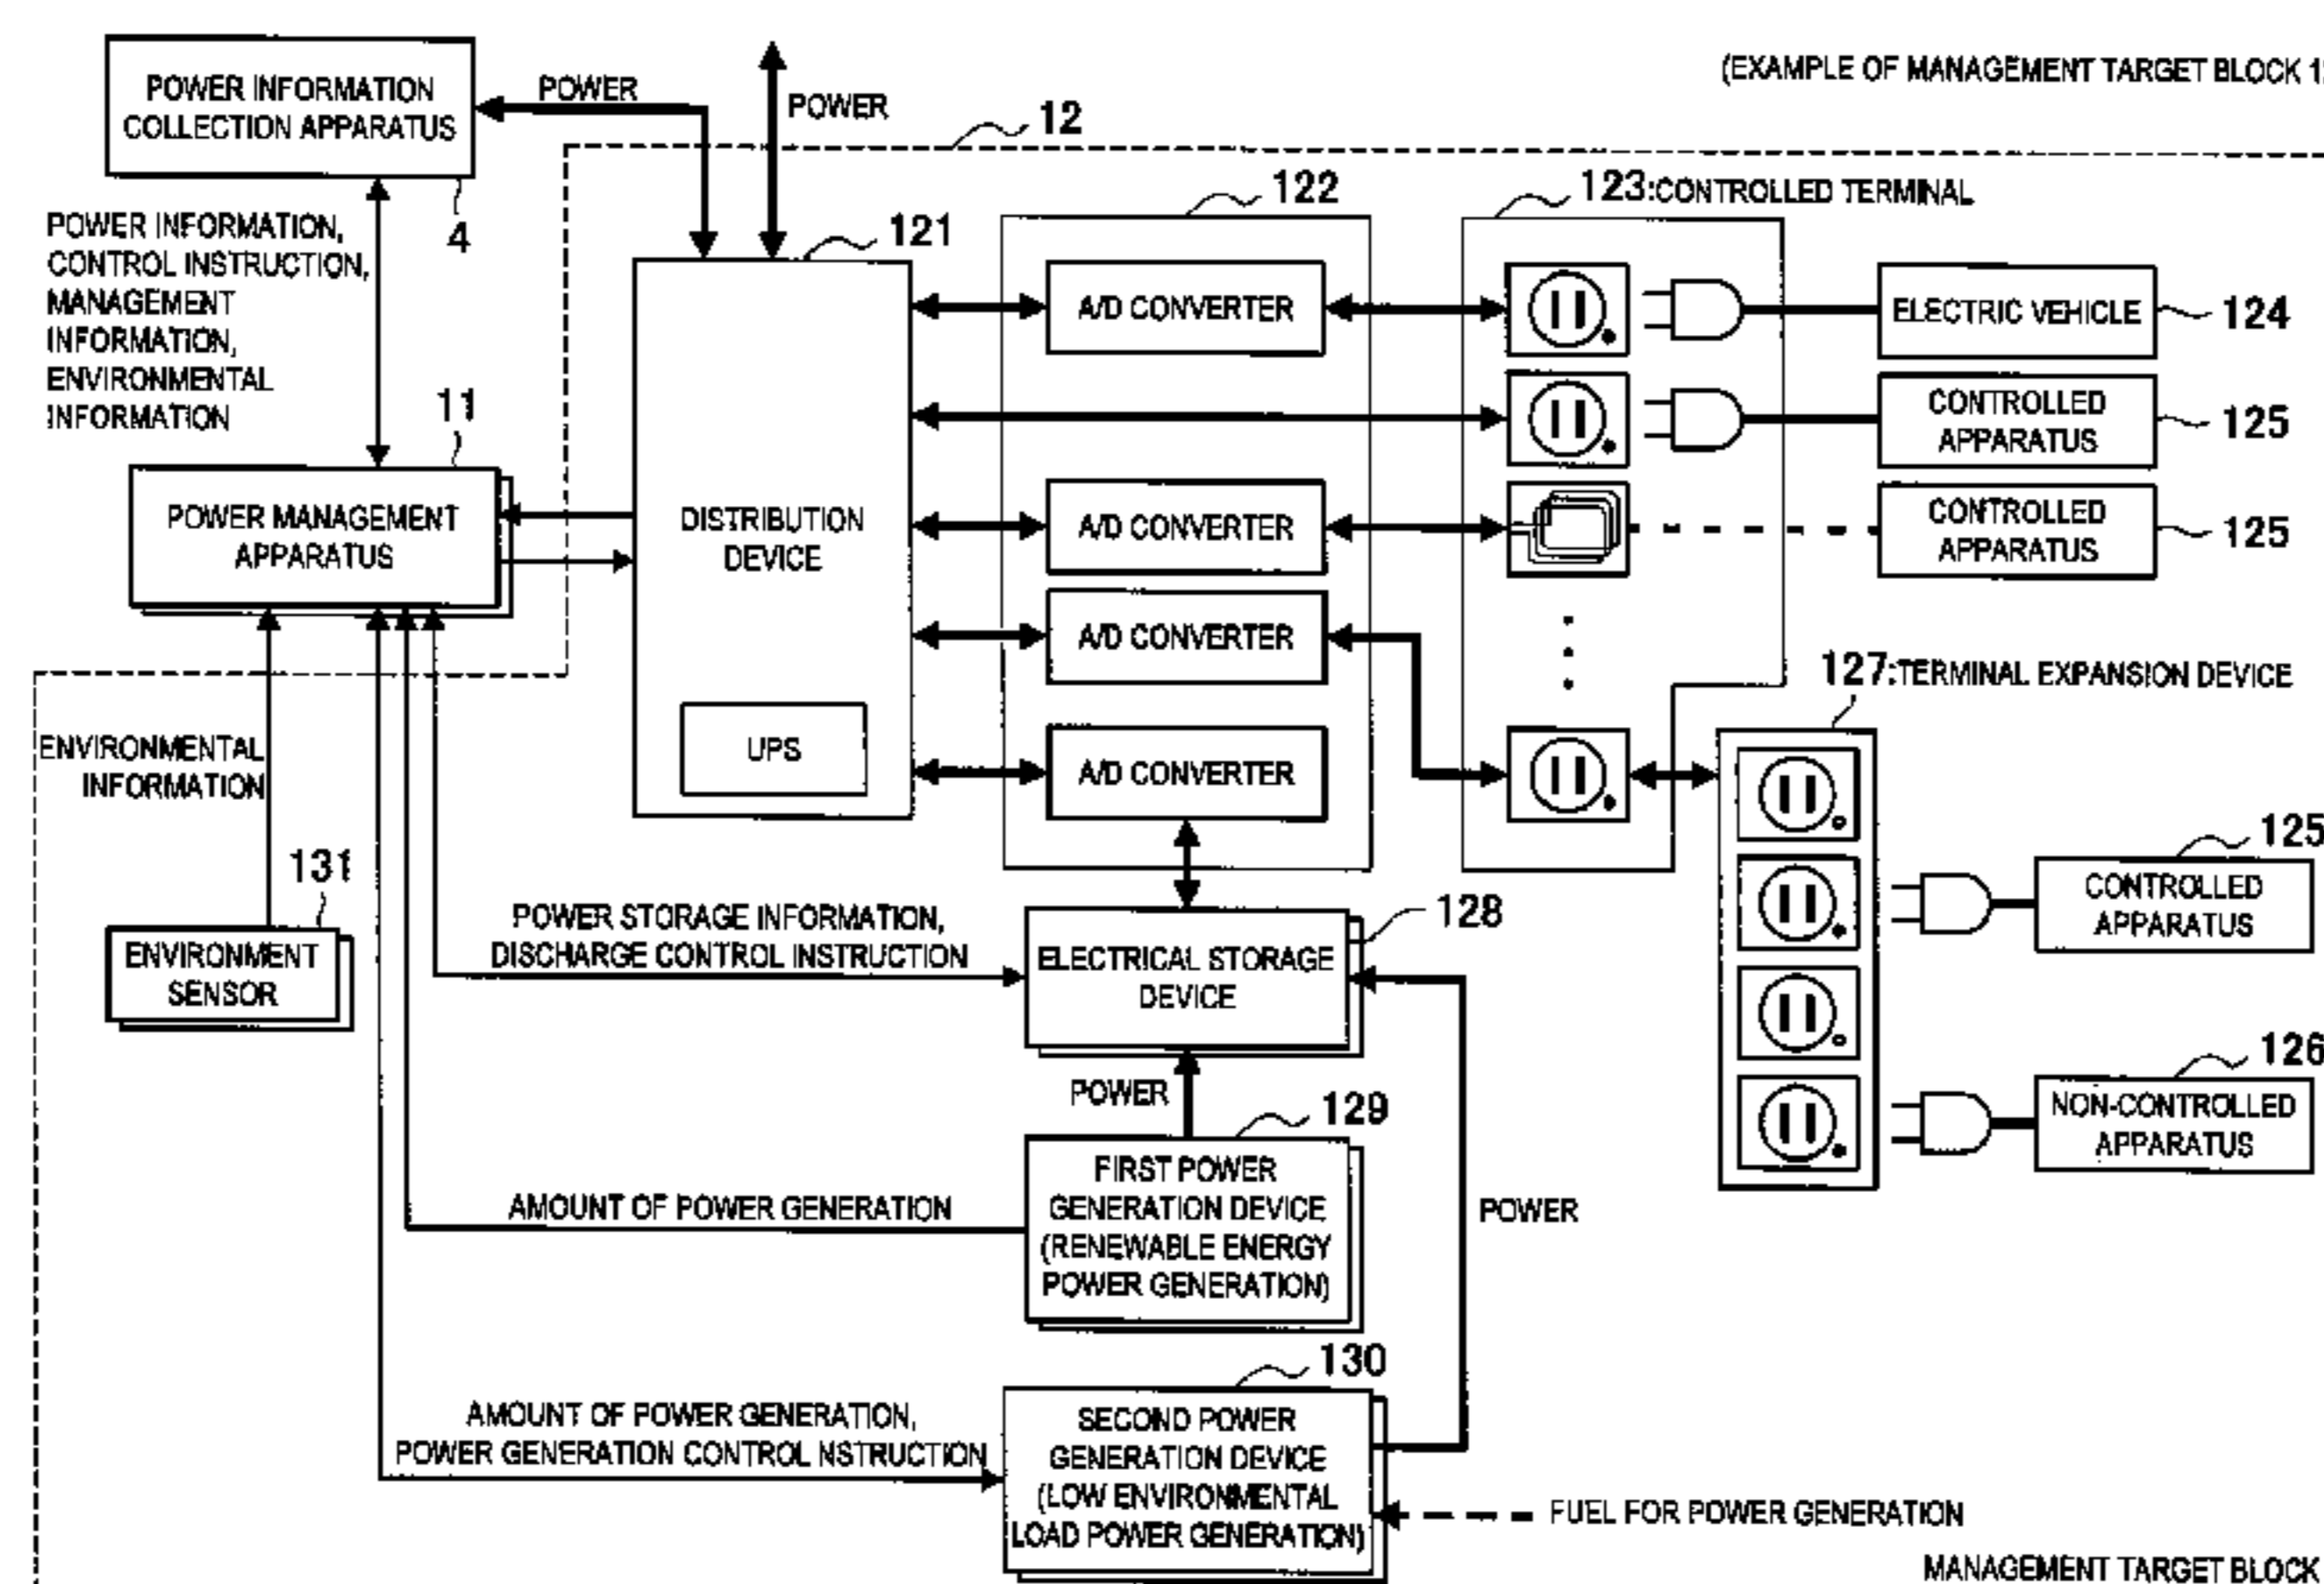 (EXAMPLE OF MANAGEMENT TARGET BLOCK
POWER INFORMATION
COLLECTION APPARATUS
POWER
POWER
12
4
POWER INFORMATION,
CONTROL INSTRUCTION,
MANAGEMENT
INFORMATION,
ENVIRONMENTAL
INFORMATION
11
POWER MANAGEMENT
APPARATUS
121
DISTRIBUTION
DEVICE
UPS
122
A/D CONVERTER
A/D CONVERTER
A/D CONVERTER
A/D CONVERTER
123:CONTROLLED TERMINAL
ELECTRIC VEHICLE
124
CONTROLLED
APPARATUS
125
CONTROLLED
APPARATUS
125
127:TERMINAL EXPANSION DEVICE
125
CONTROLLED
APPARATUS
126
NON-CONTROLLED
APPARATUS
ENVIRONMENTAL
INFORMATION
131
ENVIRONMENT
SENSOR
POWER STORAGE INFORMATION,
DISCHARGE CONTROL INSTRUCTION
128
ELECTRICAL STORAGE
DEVICE
POWER
129
FIRST POWER
GENERATION DEVICE
(RENEWABLE ENERGY
POWER GENERATION)
AMOUNT OF POWER GENERATION
POWER
130
SECOND POWER
GENERATION DEVICE
(LOW ENVIRONMENTAL
LOAD POWER GENERATION)
AMOUNT OF POWER GENERATION,
POWER GENERATION CONTROL NSTRUCTION
FUEL FOR POWER GENERATION
MANAGEMENT TARGET BLOCK